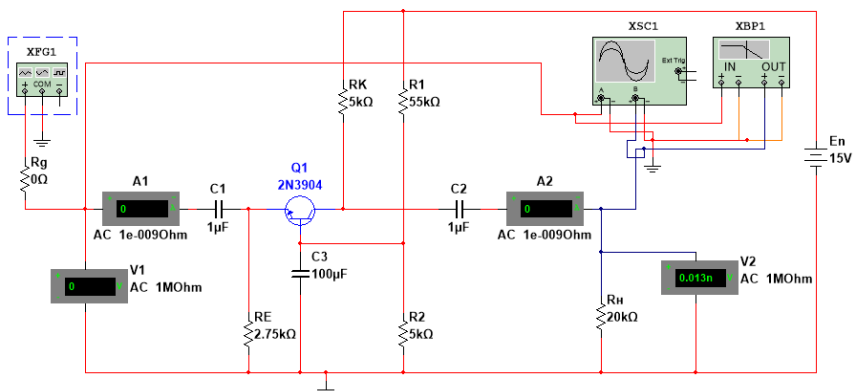 XFG1
COM
Rg
0Ω
A1
0
AC 1e-009Ohm
V1
0
V
AC 1MOhm
C1
1µF
Q1
2N3904
C3
100µF
RE
2.75kΩ
RK
5kΩ
R1
55kΩ
R2
5kΩ
C2
1µF
A2
0
AC 1e-009Ohm
RH
20kΩ
V2
0.013n
V
AC 1MOhm
XSC1
Ext Trig
A
B
XBP1
IN
OUT
En
15V